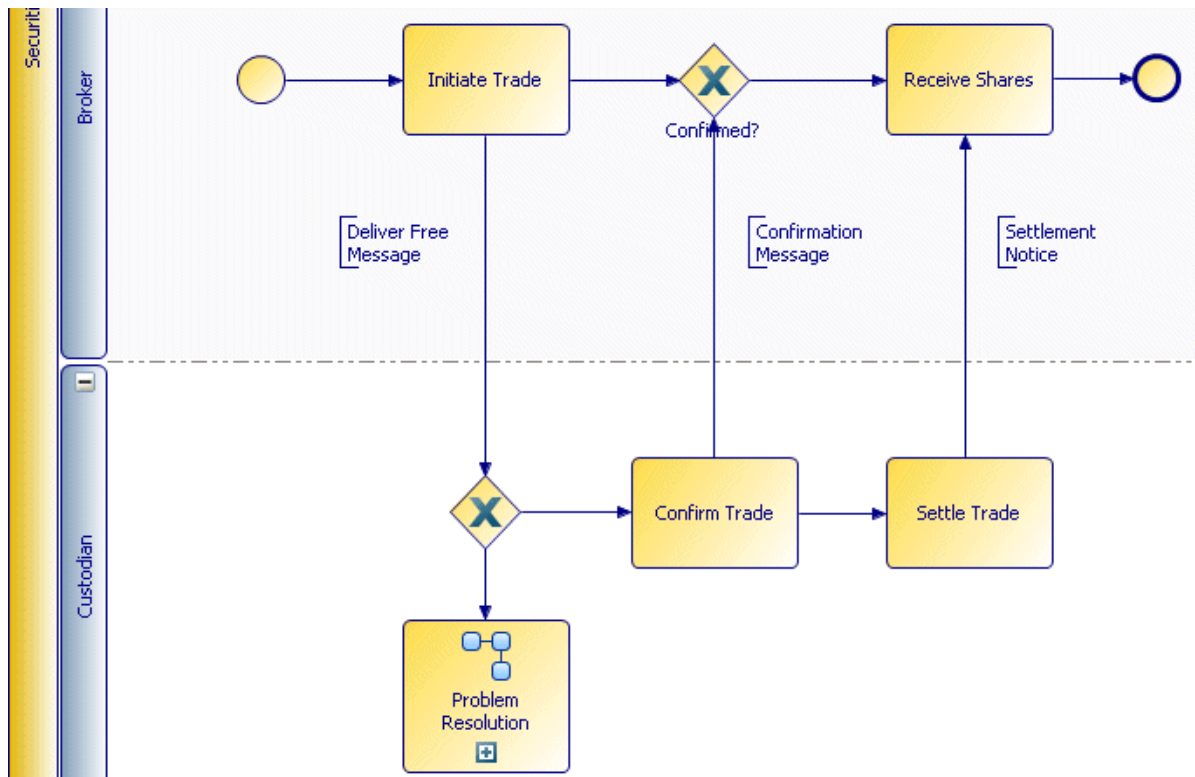 Securiti
Broker
Initiate Trade
Confirmed?
Receive Shares
Deliver Free
Message
Confirmation
Message
Settlement
Notice
Custodian
Confirm Trade
Settle Trade
Problem
Resolution